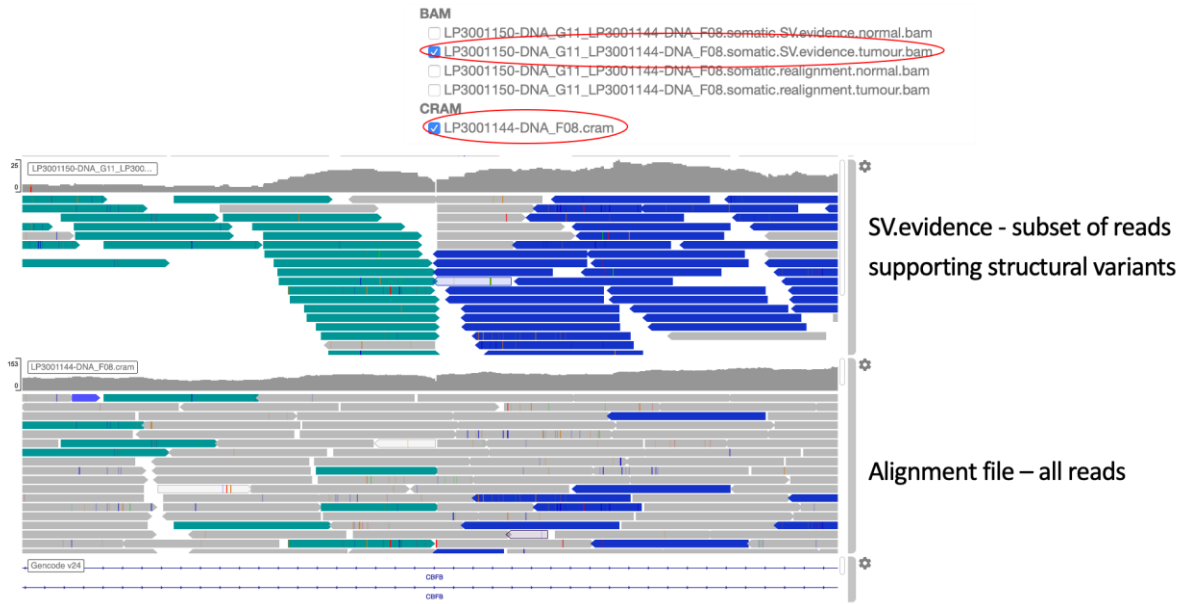 BAM
LP3001150-DNA_G11_LP3001144-DNA_F08.somatic.SV.evidence.normal.bam
LP3001150-DNA_G11_LP3001144-DNA_F08.somatic.SV.evidence.tumour.bam
LP3001150-DNA_G11_LP3001144-DNA_F08.somatic.realignment.normal.bam
LP3001150-DNA_G11_LP3001144-DNA_F08.somatic.realignment.tumour.bam
CRAM
LP3001144-DNA_F08.cram
25
LP3001150-DNA_G11_LP300...
0
SV.evidence - subset of reads
supporting structural variants
153
LP3001144-DNA_F08.cram
0
Alignment file – all reads
Gencode v24
CBFB
CBFB